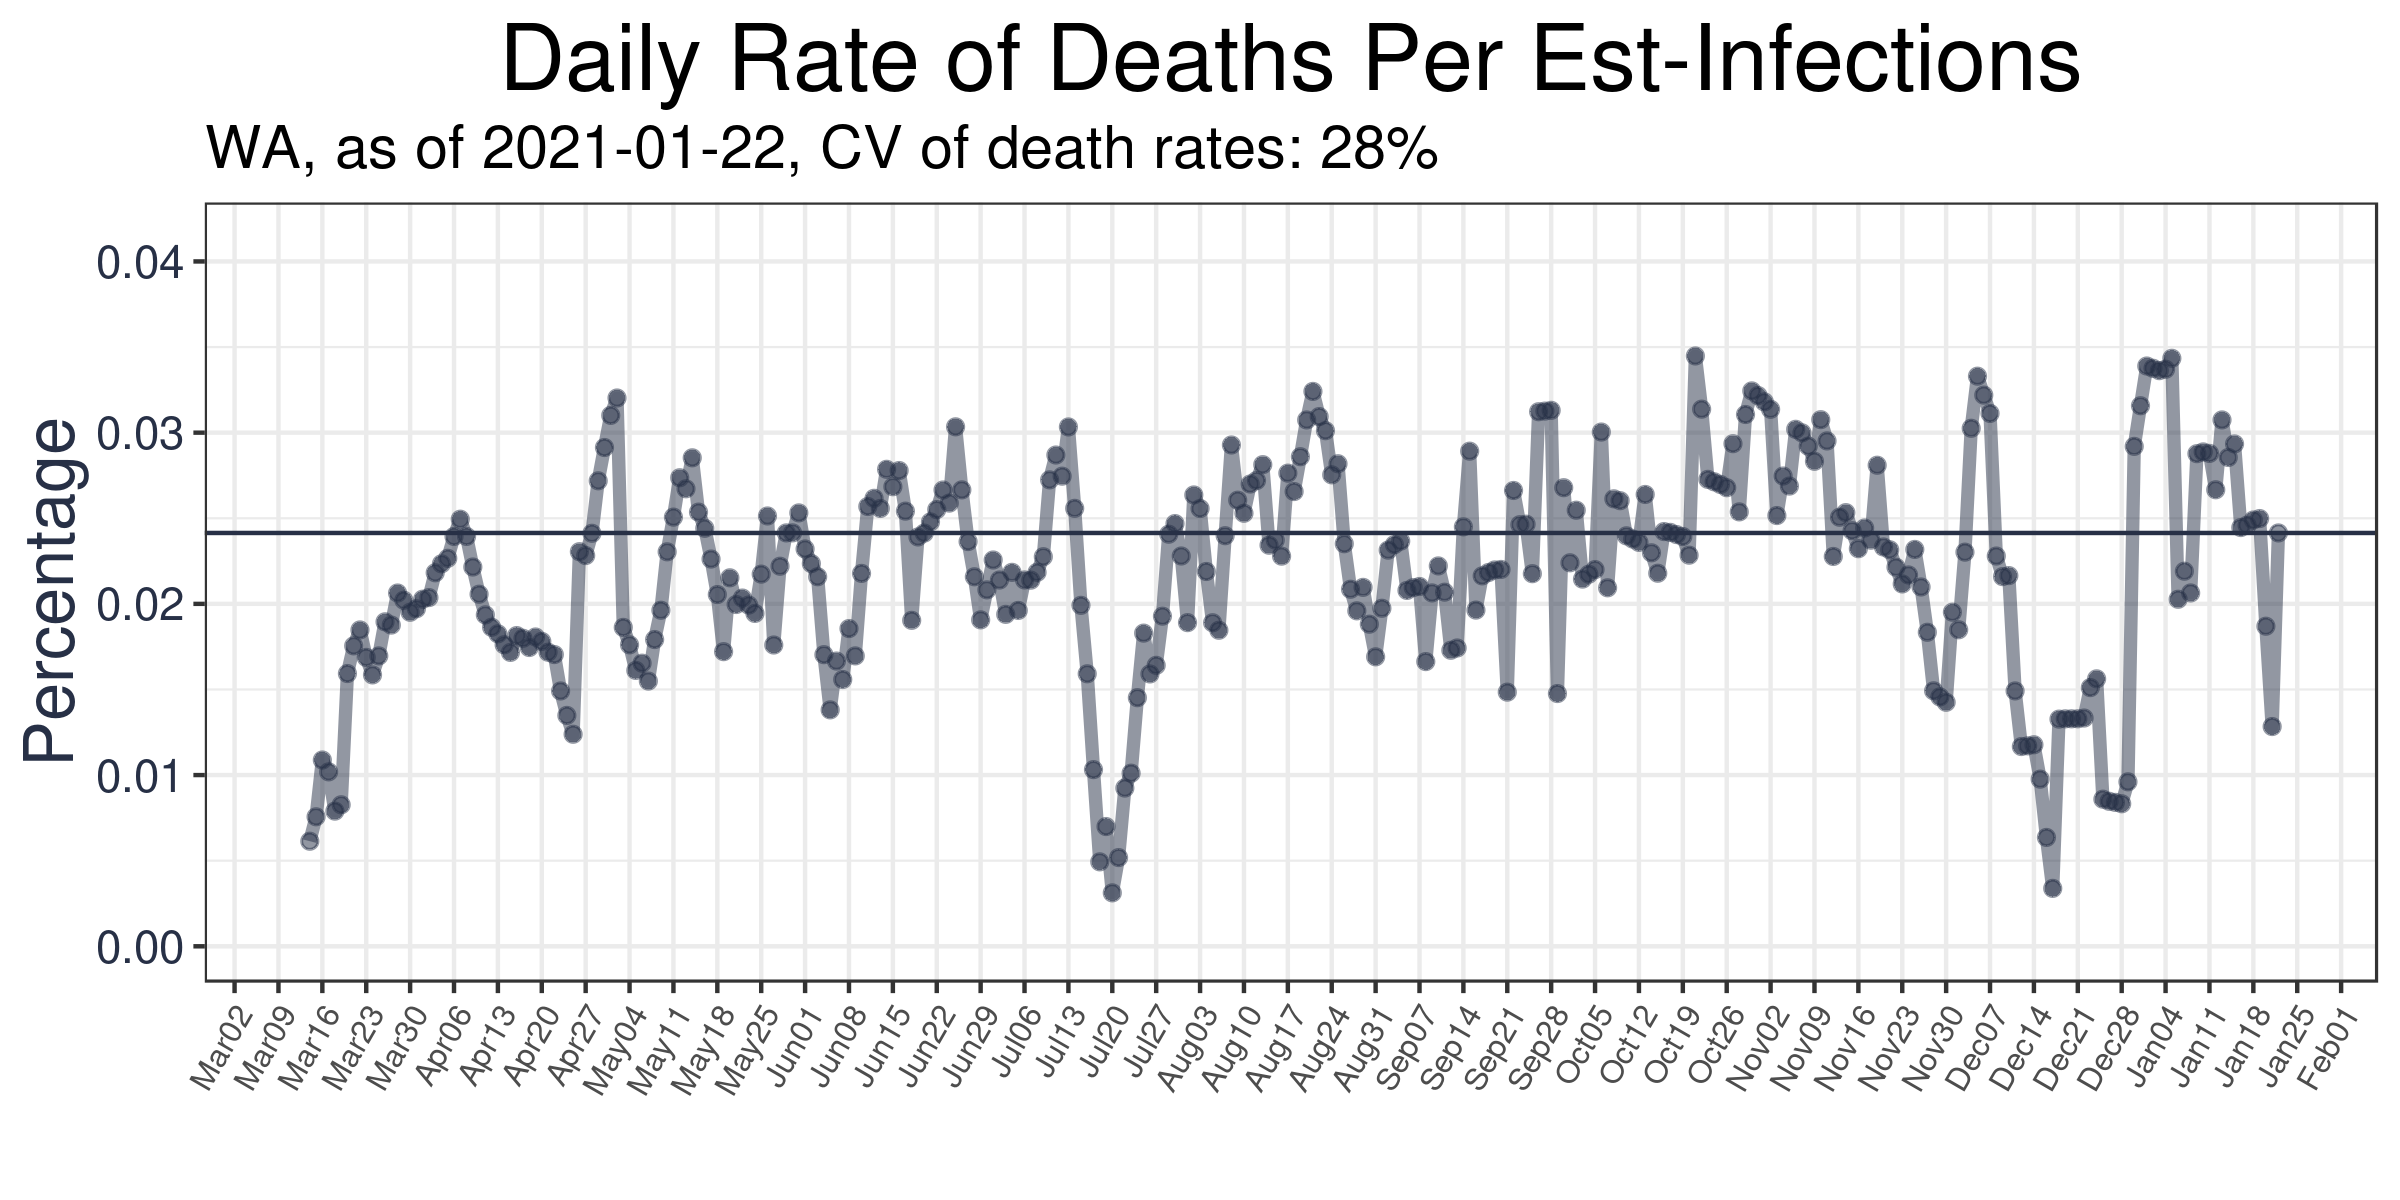 Daily Rate of Deaths Per Est-Infections
WA, as of 2021-01-22, CV of death rates: 28%
Percentage
0.04
0.03
0.02
0.01
0.00
Mar02 Mar09 Mar16 Mar23 Mar30 Apr06 Apr13 Apr20 Apr27 May04 May11 May18 May25 Jun01 Jun08 Jun15 Jun22 Jun29 Jul06 Jul13 Jul20 Jul27 Aug03 Aug10 Aug17 Aug24 Aug31 Sep07 Sep14 Sep21 Sep28 Oct05 Oct12 Oct19 Oct26 Nov02 Nov09 Nov16 Nov23 Nov30 Dec07 Dec14 Dec21 Dec28 Jan04 Jan11 Jan18 Jan25 Feb01